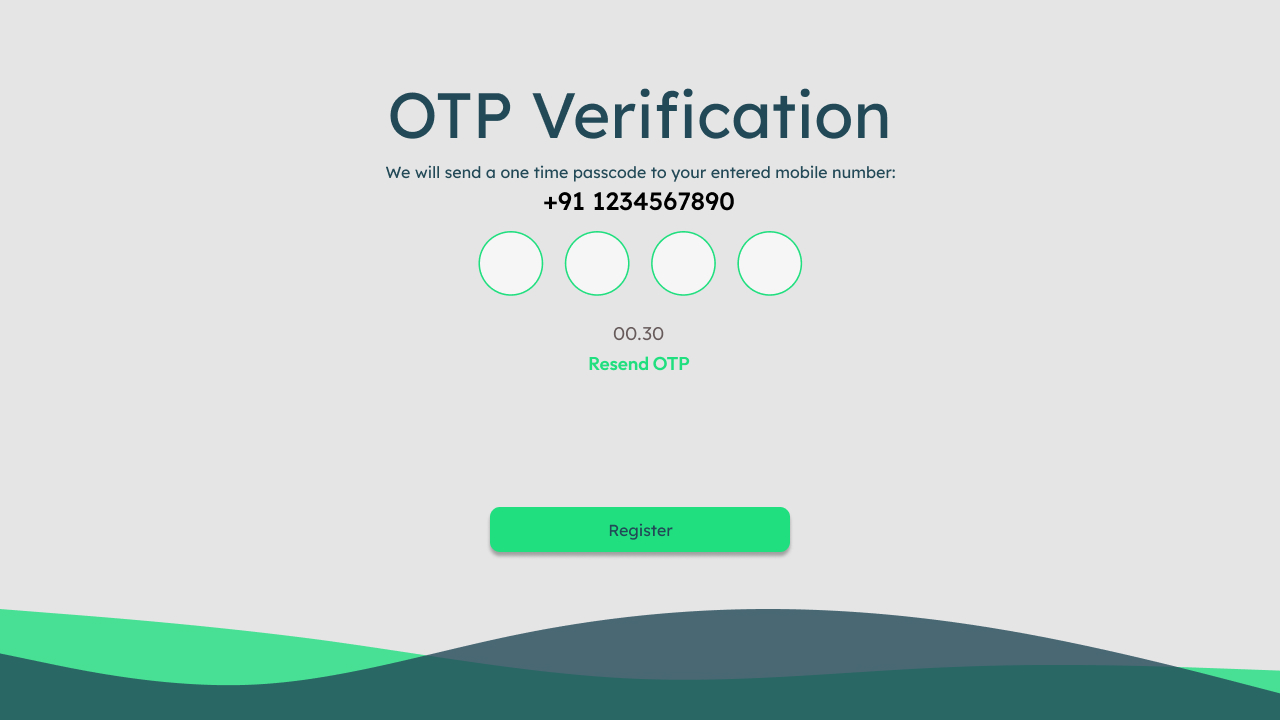 OTP Verification
We will send a one time passcode to your entered mobile number:
+91 1234567890
00.30
Resend OTP
Register